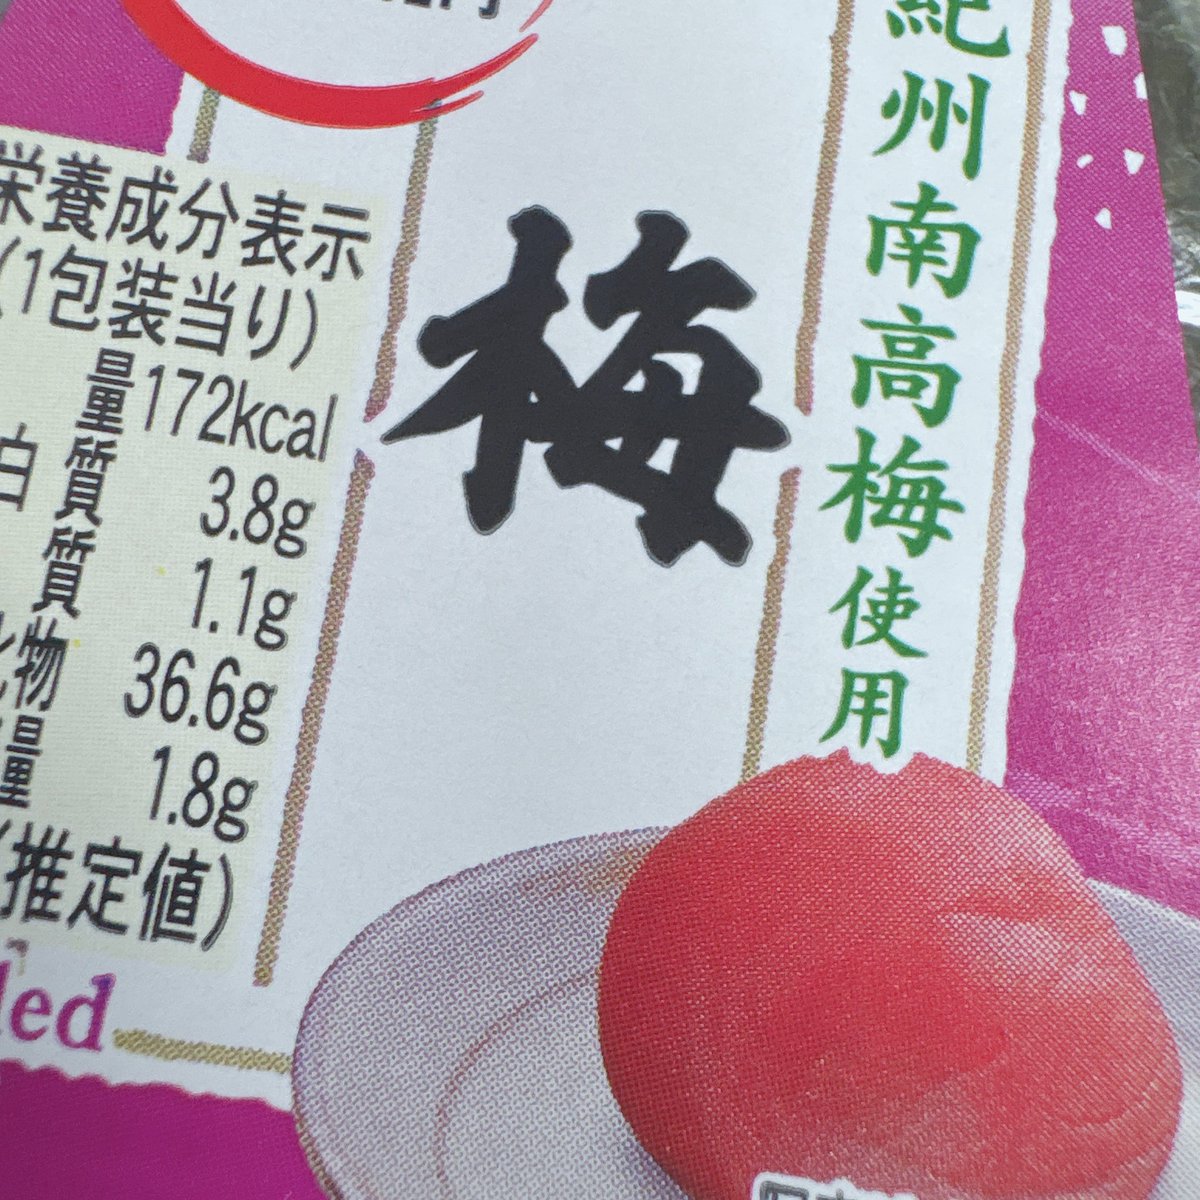 紀州南高梅使用
梅
栄養成分表示
(1包装当り)
量 172kcal
白質 3.8g
質 1.1g
化物 36.6g
量 1.8g
(推定値)
led